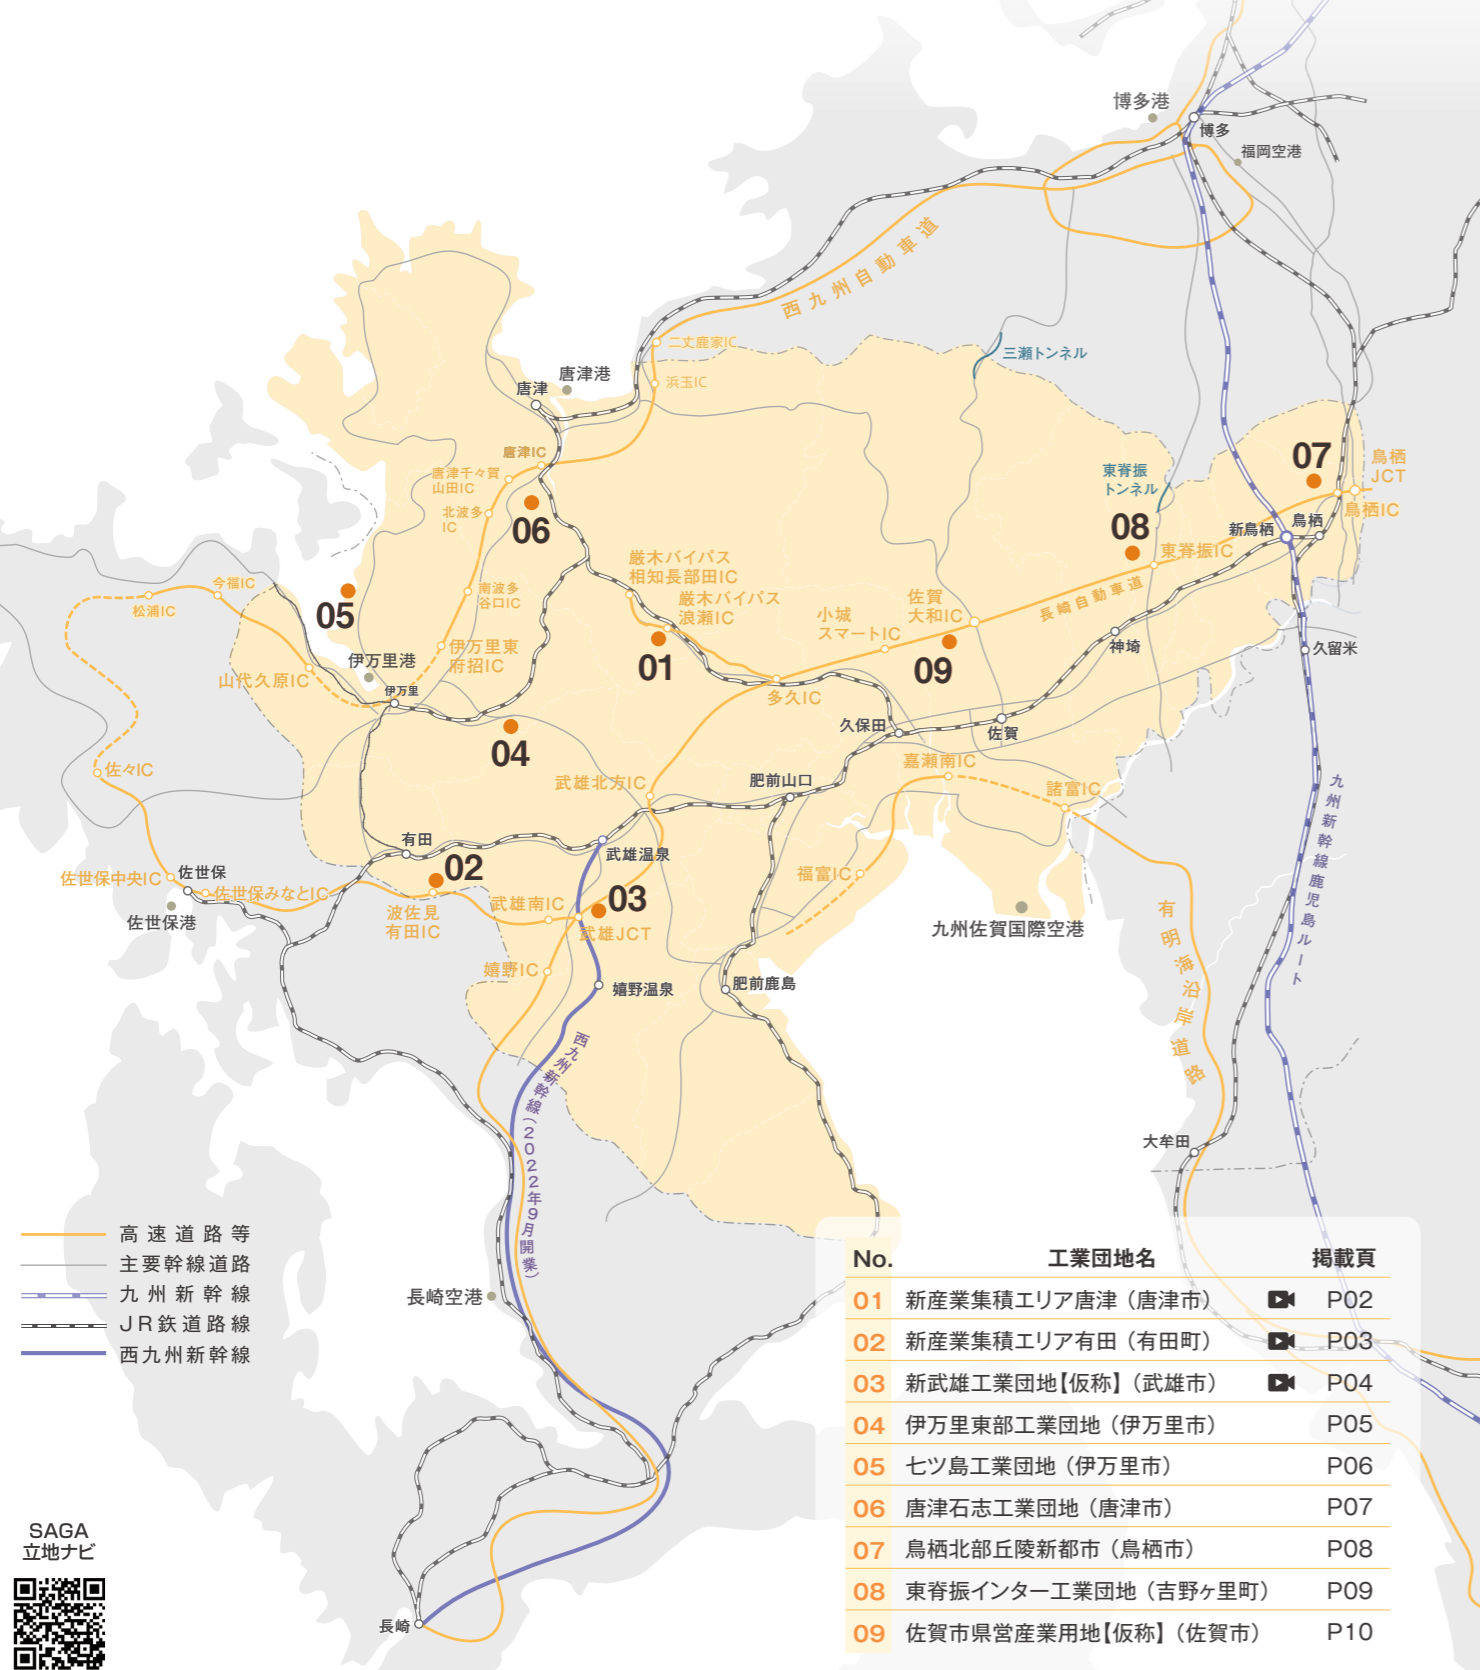 博多港
博多
福岡空港
西九州自動車道
二丈鹿家IC
三瀬トンネル
浜玉IC
唐津港
唐津
唐津IC
唐津千々賀
山田IC
北波多
IC
06
07
鳥栖
JCT
鳥栖IC
東脊振
トンネル
08
新鳥栖
鳥栖
東脊振IC
長崎自動車道
厳木バイパス
相知長部田IC
厳木バイパス
浪瀬IC
01
小城
スマートIC
佐賀
大和IC
09
神埼
久留米
今福IC
松浦IC
05
南波多
谷口IC
伊万里東
府招IC
伊万里港
伊万里
山代久原IC
04
多久IC
久保田
佐賀
嘉瀬南IC
諸富IC
佐々IC
武雄北方IC
肥前山口
九州新幹線鹿児島ルート
有田
02
武雄温泉
福富IC
佐世保中央IC
佐世保
佐世保みなとIC
佐世保港
波佐見
有田IC
武雄南IC
03
武雄JCT
九州佐賀国際空港
有明海沿岸道路
嬉野IC
嬉野温泉
肥前鹿島
西九州新幹線(2022年9月開業)
大牟田
長崎空港
長崎
高速道路等
主要幹線道路
九州新幹線
JR鉄道路線
西九州新幹線
SAGA
立地ナビ
No. 工業団地名 掲載頁
01 新産業集積エリア唐津（唐津市） P02
02 新産業集積エリア有田（有田町） P03
03 新武雄工業団地【仮称】（武雄市） P04
04 伊万里東部工業団地（伊万里市） P05
05 七ツ島工業団地（伊万里市） P06
06 唐津石志工業団地（唐津市） P07
07 鳥栖北部丘陵新都市（鳥栖市） P08
08 東脊振インター工業団地（吉野ヶ里町） P09
09 佐賀市県営産業用地【仮称】（佐賀市） P10